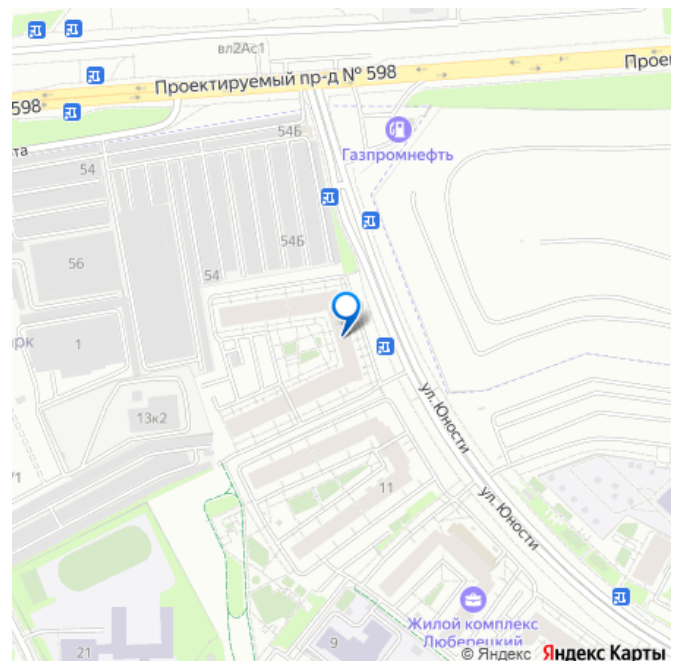 вл2Ас1
Проектируемый пр-д № 598
Прое
598
та
54Б
54
Газпромнефть
54Б
56
54
рк
1
13к2
/1
ул. Юности
11
ул. Юности
Жилой комплекс
Люберецкий
9
21
© Яндекс Яндекс Карты